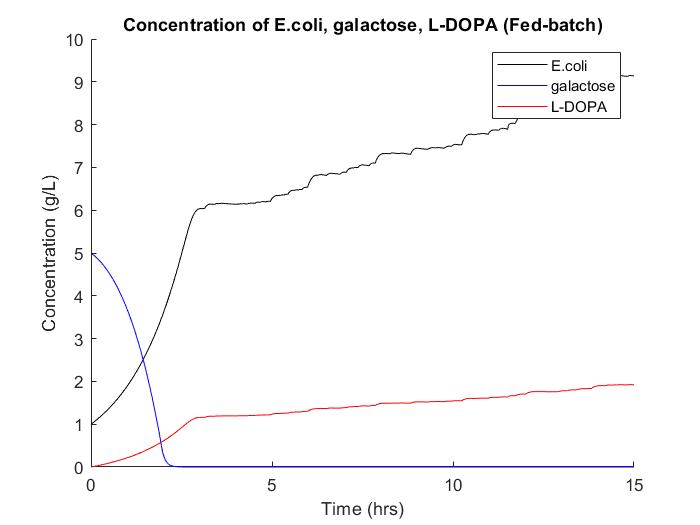 Concentration of E.coli, galactose, L-DOPA (Fed-batch)
10
9
8
7
6
5
4
3
2
1
0
Concentration (g/L)
E.coli
galactose
L-DOPA
0
5
10
15
Time (hrs)